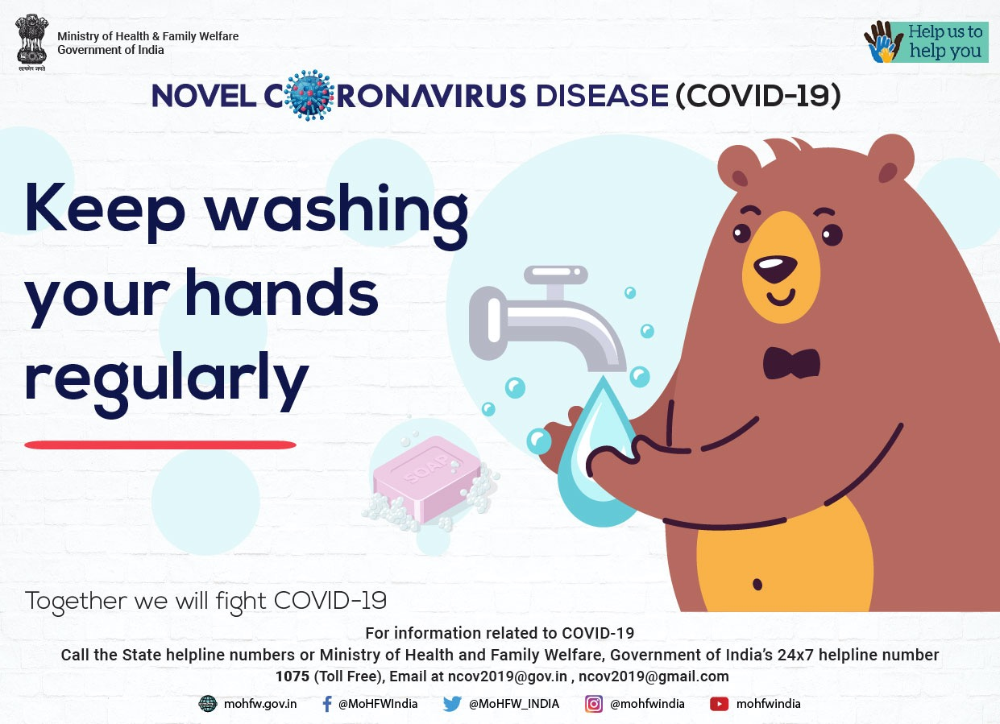 Ministry of Health & Family Welfare
Government of India
सत्यमेव जयते
Help us to
help you
NOVEL CORONAVIRUS DISEASE (COVID-19)
Keep washing
your hands
regularly
SOAP
Together we will fight COVID-19
For information related to COVID-19
Call the State helpline numbers or Ministry of Health and Family Welfare, Government of India’s 24x7 helpline number
1075 (Toll Free), Email at ncov2019@gov.in , ncov2019@gmail.com
mohfw.gov.in @MoHFWIndia @MoHFW_INDIA @mohfwindia mohfwindia